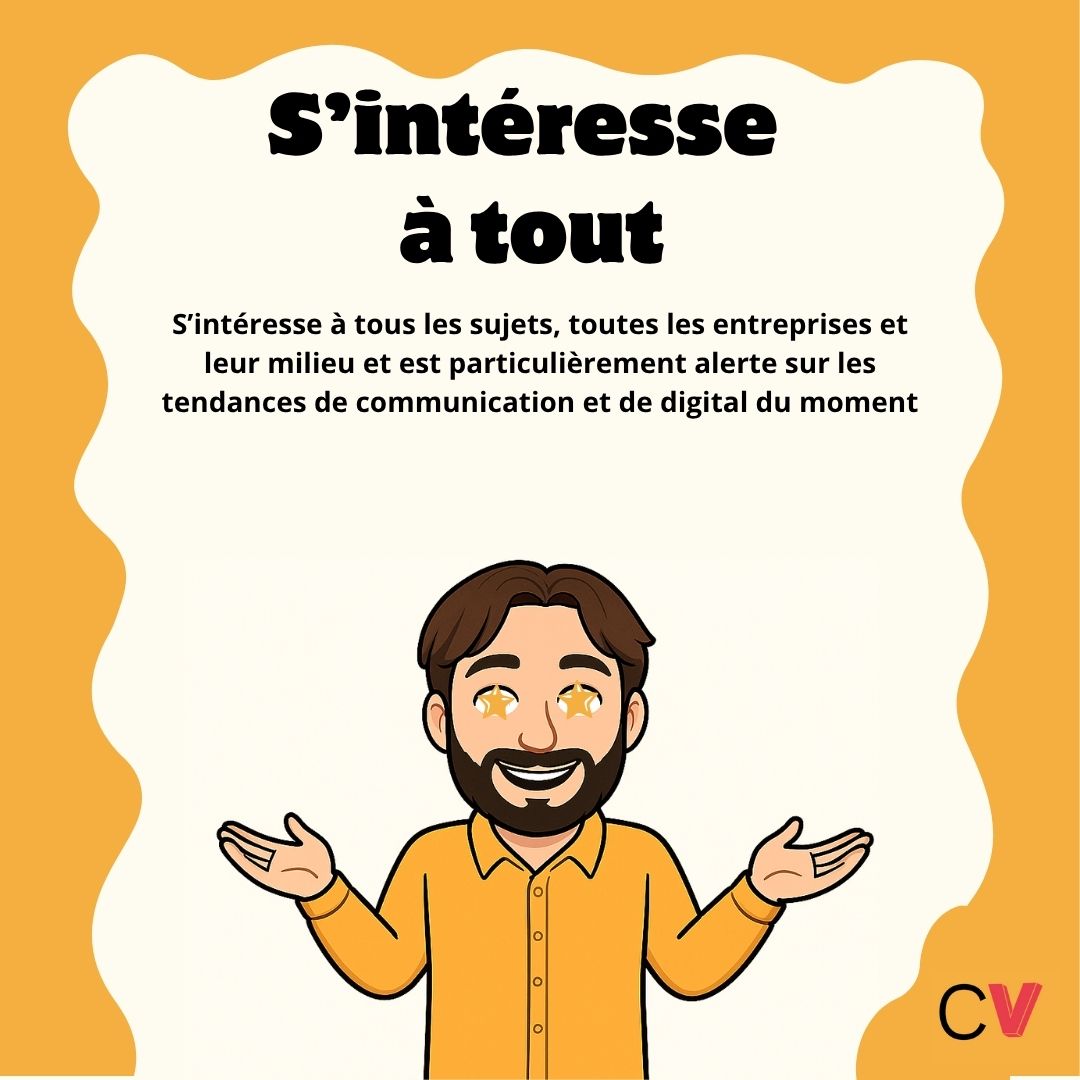 S’intéresse
à tout
S’intéresse à tous les sujets, toutes les entreprises et
leur milieu et est particulièrement alerte sur les
tendances de communication et de digital du moment
CV